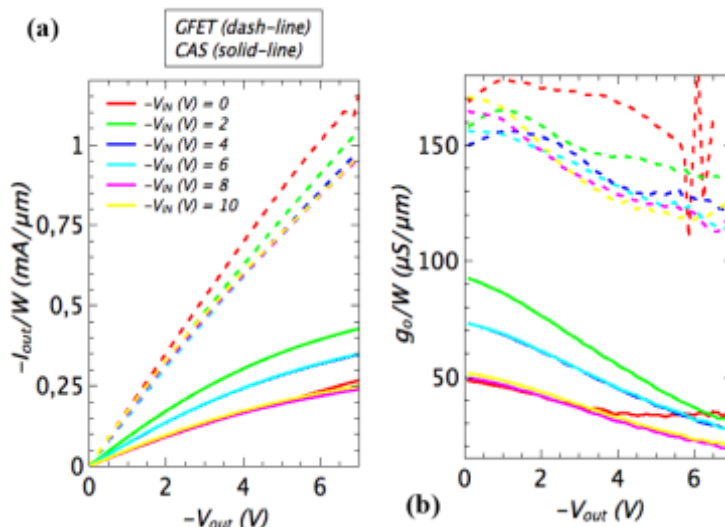 (a)
GFET (dash-line)
CAS (solid-line)
-I_out/W (mA/μm)
1
0,75
0,5
0,25
0
-V_IN (V) = 0
-V_IN (V) = 2
-V_IN (V) = 4
-V_IN (V) = 6
-V_IN (V) = 8
-V_IN (V) = 10
0 2 4 6
-V_out (V)
g_o/W (μS/μm)
150
100
50
0 2 4 6
(b)
-V_out (V)